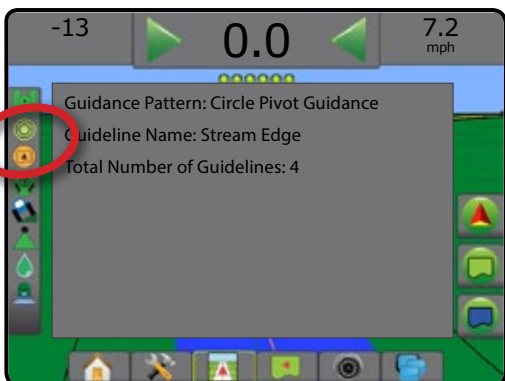 -13
0.0
7.2
mph
Guidance Pattern: Circle Pivot Guidance
Guideline Name: Stream Edge
Total Number of Guidelines: 4